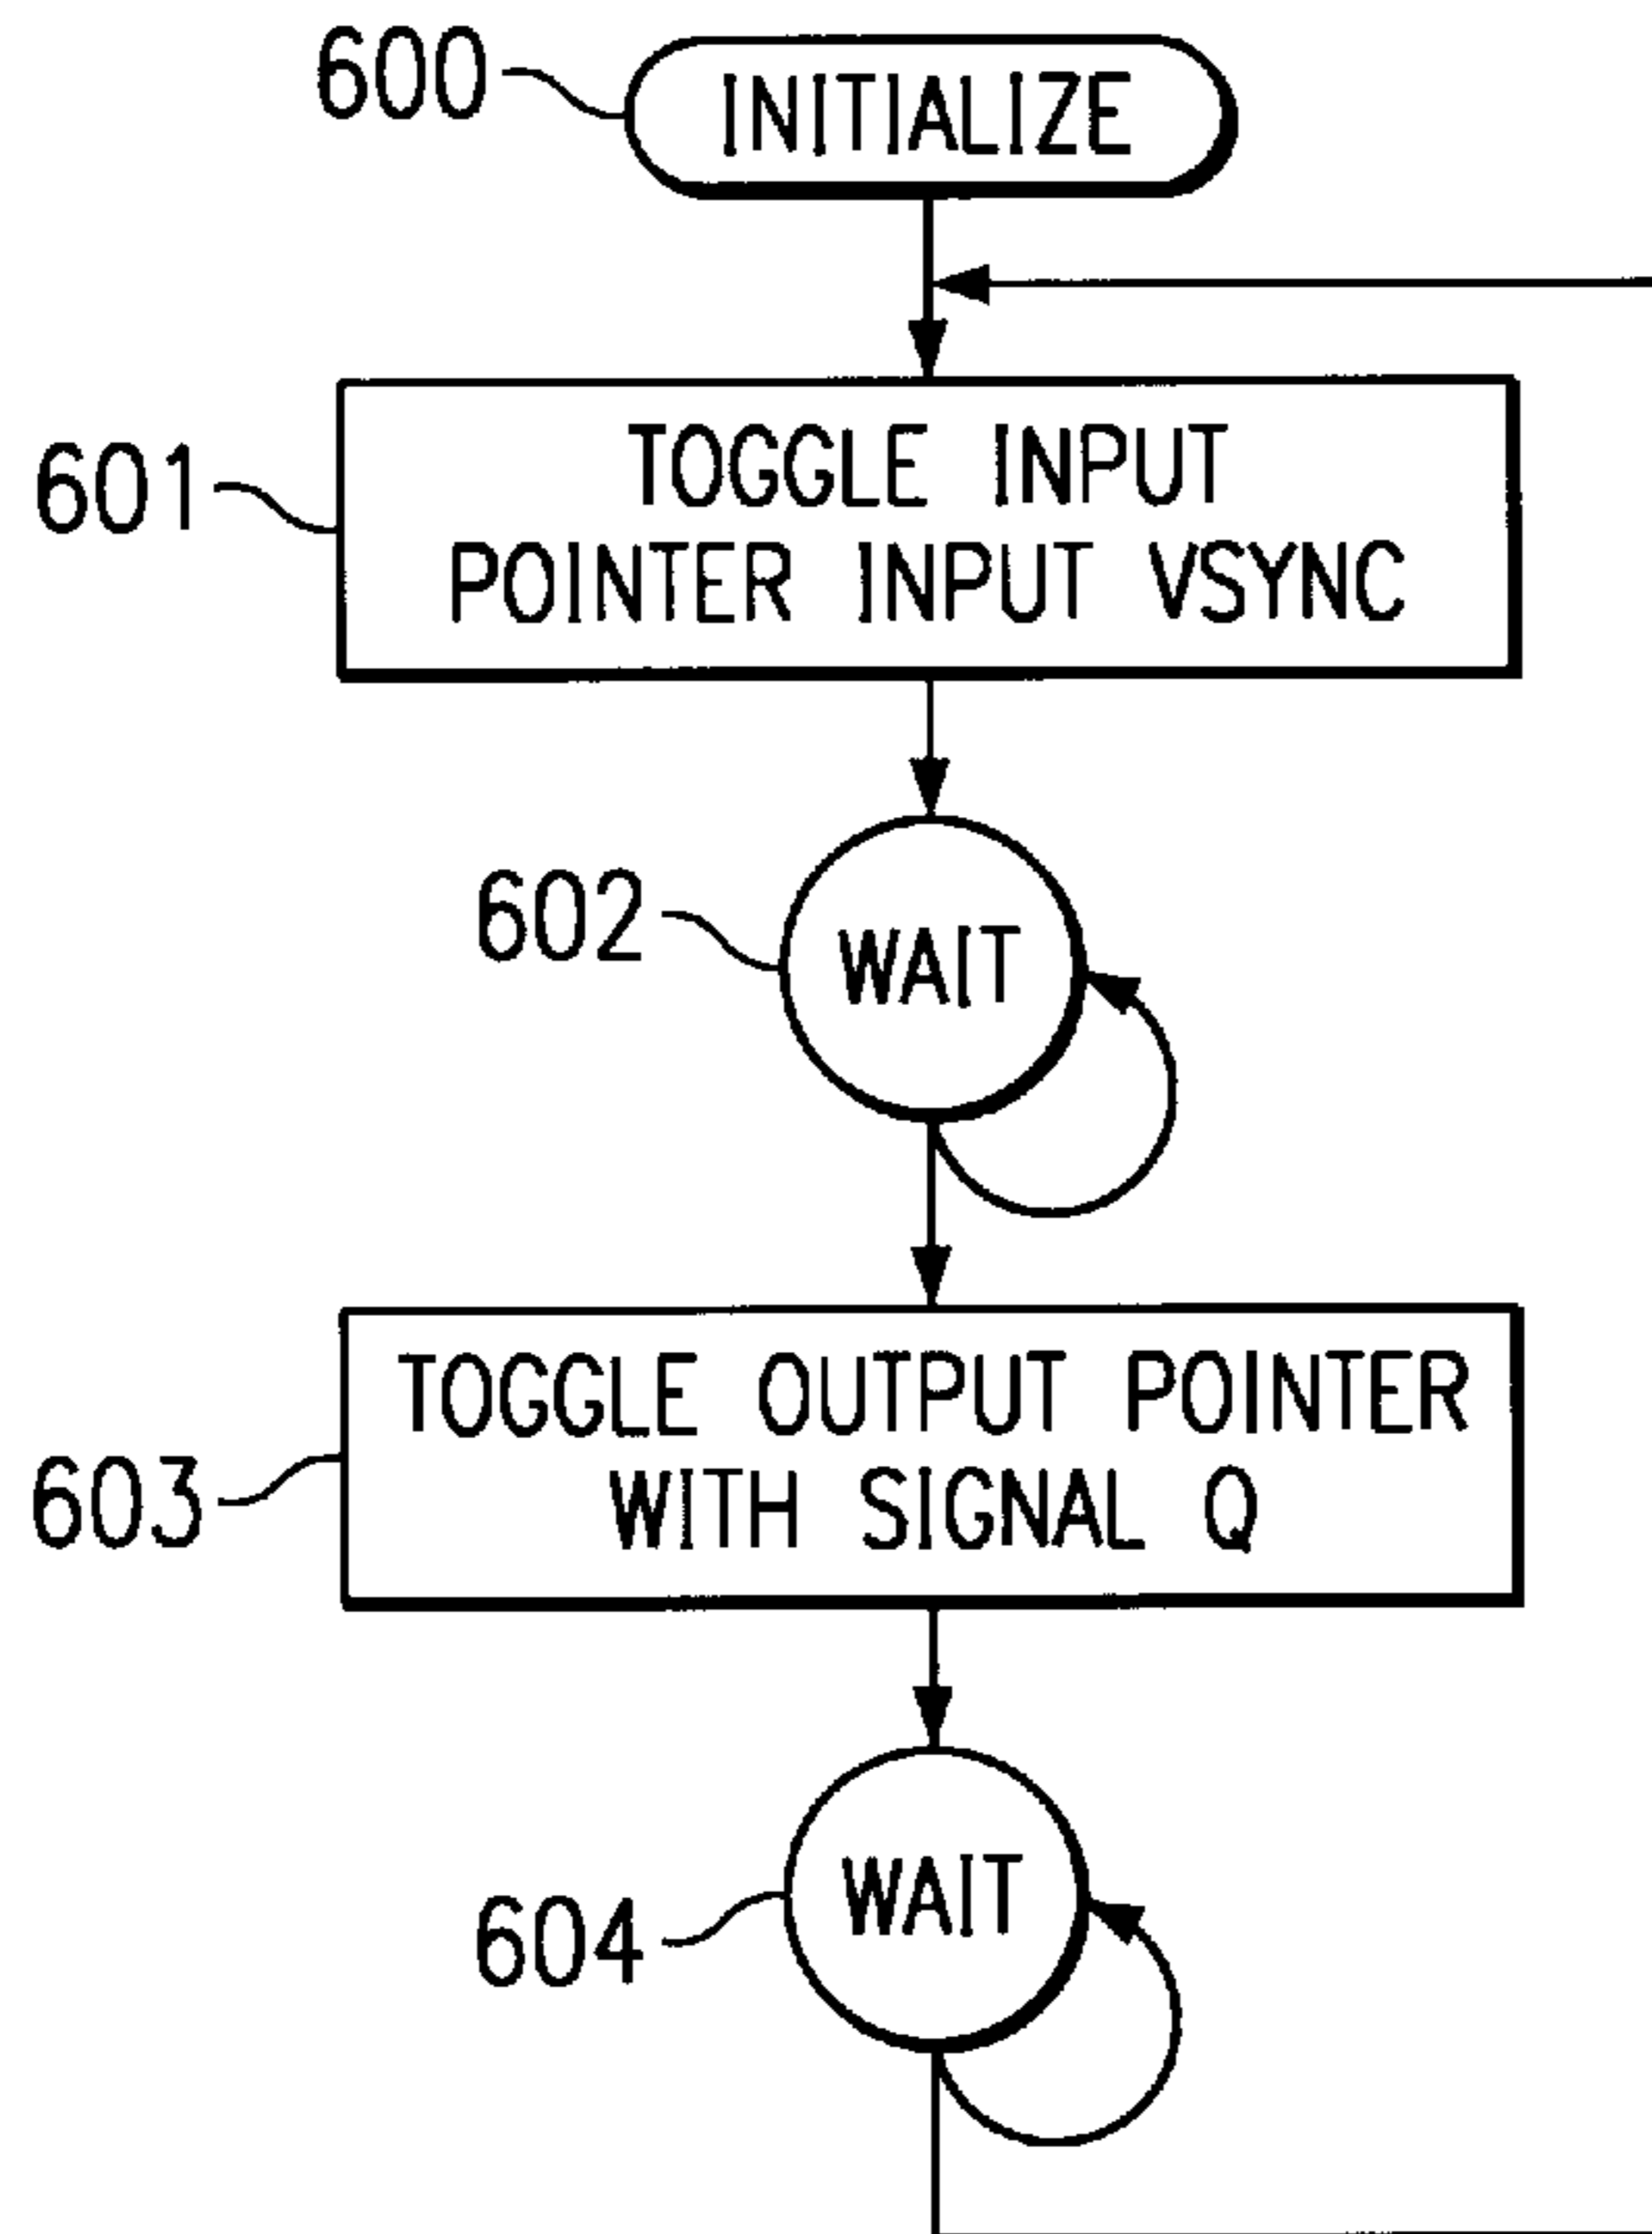 600
INITIALIZE
601
TOGGLE INPUT
POINTER INPUT VSYNC
602
WAIT
603
TOGGLE OUTPUT POINTER
WITH SIGNAL Q
604
WAIT